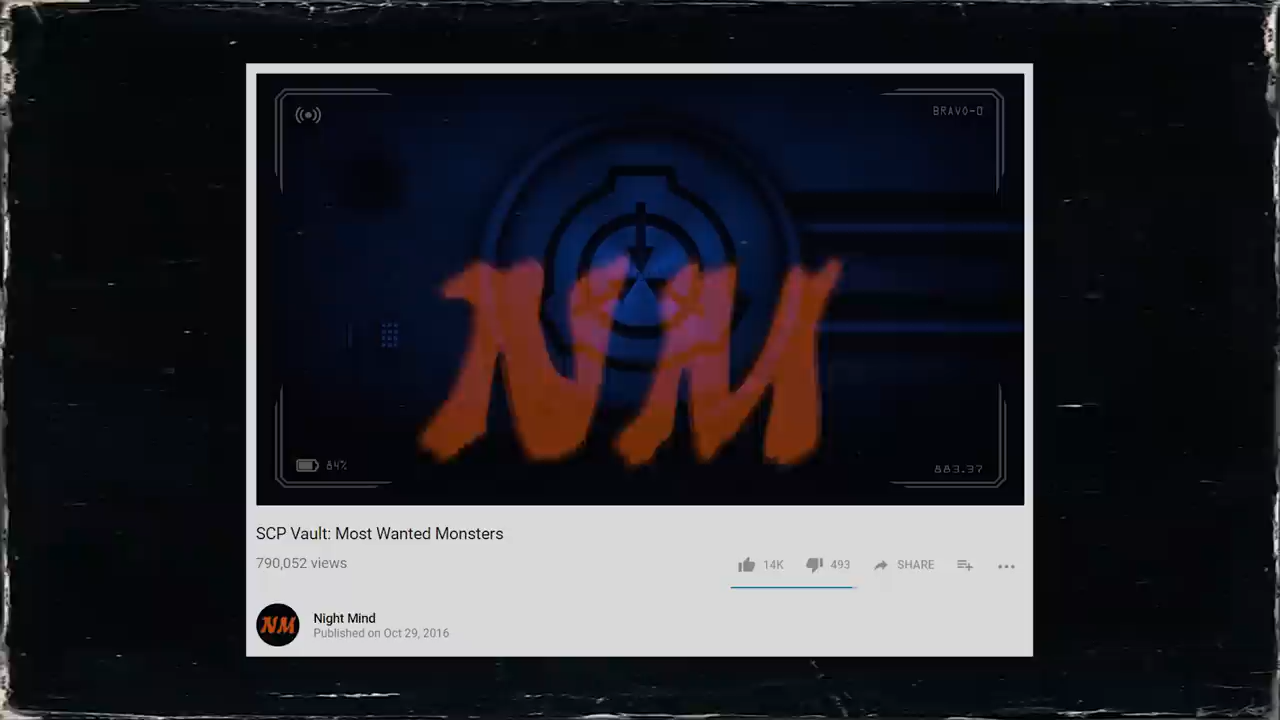 BRAVO-0
NM
84%
883.37
SCP Vault: Most Wanted Monsters
790,052 views
14K 493 SHARE
NM Night Mind
Published on Oct 29, 2016